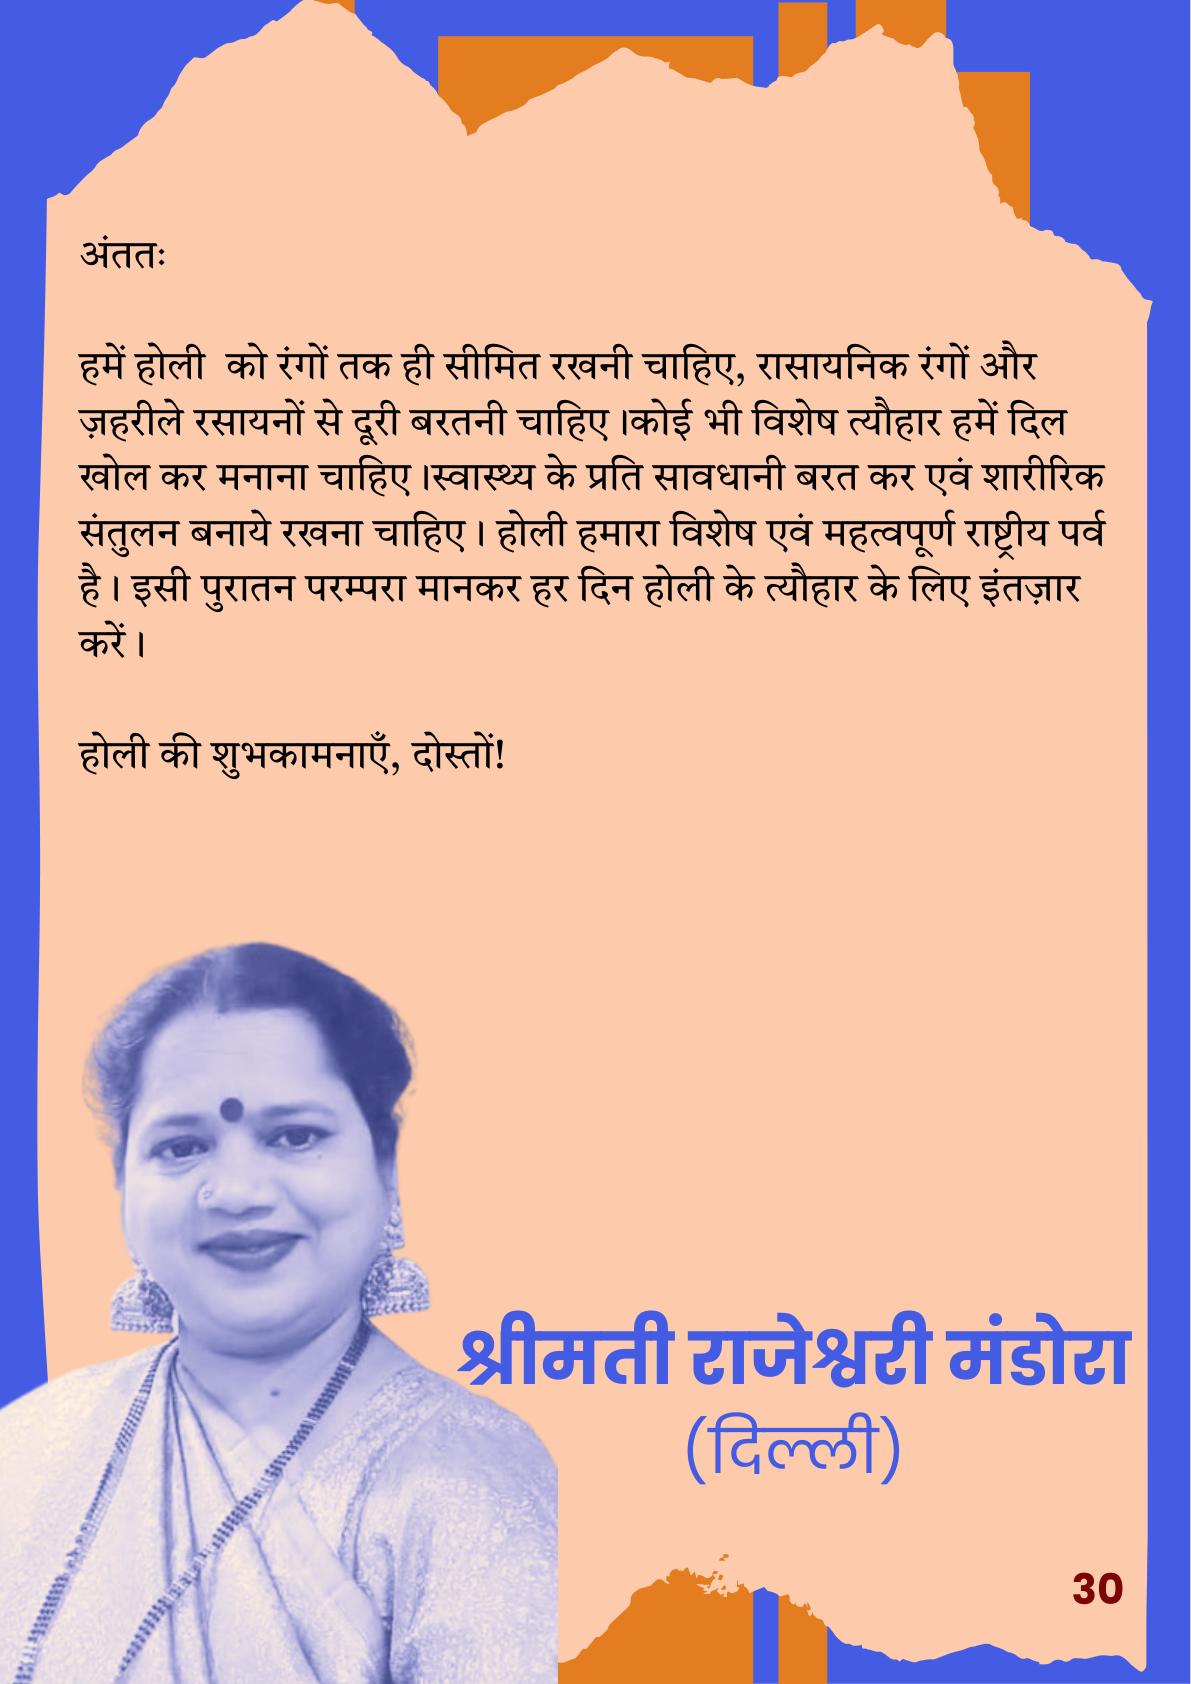 अंततः
हमें होली  को रंगों तक ही सीमित रखनी चाहिए, रासायनिक रंगों और
ज़हरीले रसायनों से दूरी बरतनी चाहिए ।कोई भी विशेष त्यौहार हमें दिल
खोल कर मनाना चाहिए ।स्वास्थ्य के प्रति सावधानी बरत कर एवं शारीरिक
संतुलन बनाये रखना चाहिए । होली हमारा विशेष एवं महत्वपूर्ण राष्ट्रीय पर्व
है । इसी पुरातन परम्परा मानकर हर दिन होली के त्यौहार के लिए इंतज़ार
करें ।
होली की शुभकामनाएँ, दोस्तों!
श्रीमती राजेश्वरी मंडोरा
(दिल्ली)
30